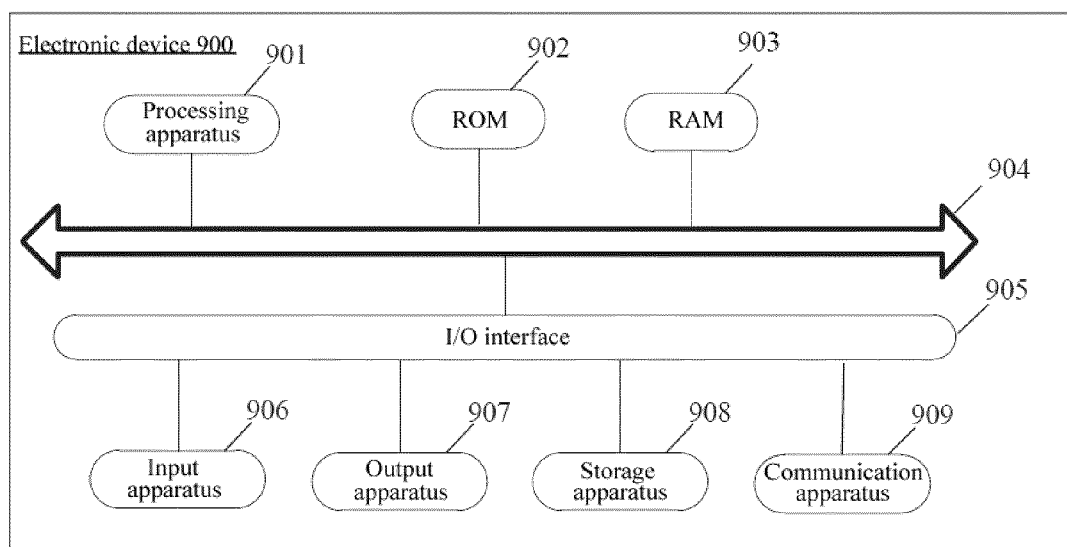 Electronic device 900
901
902
903
Processing
apparatus
ROM
RAM
904
905
I/O interface
906
907
908
909
Input
apparatus
Output
apparatus
Storage
apparatus
Communication
apparatus